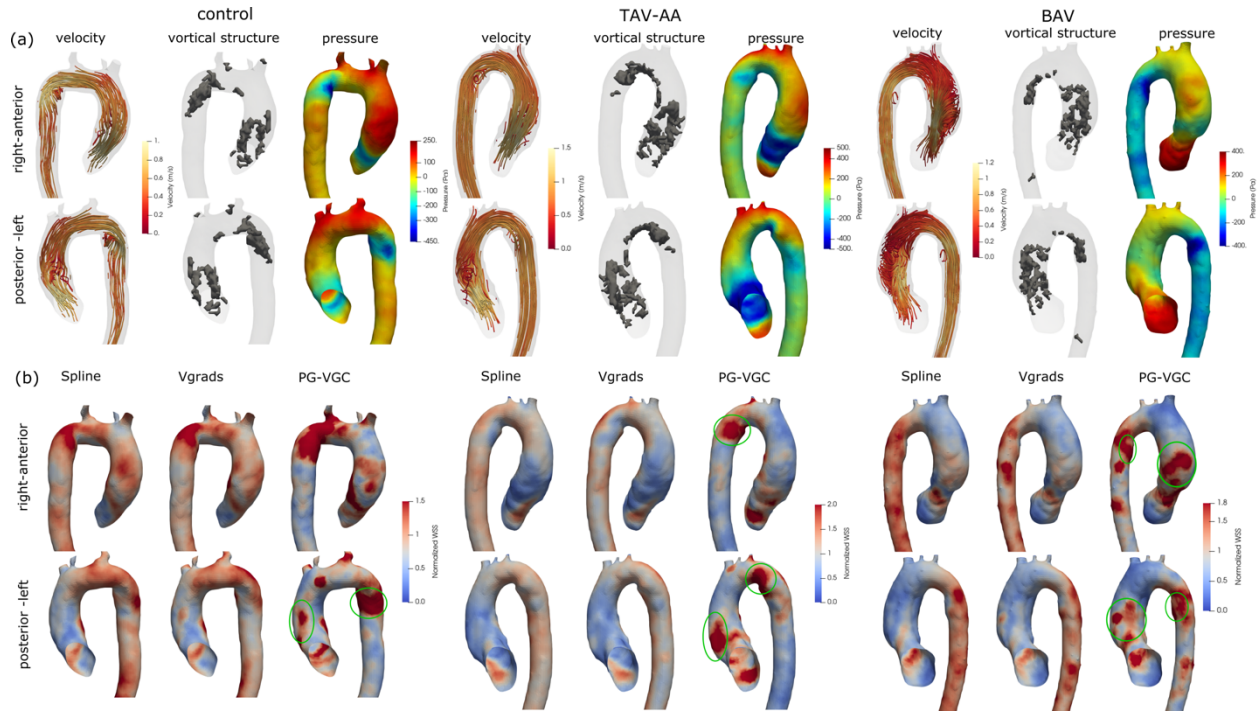 control
TAV-AA
BAV
(a)
velocity
vortical structure
pressure
velocity
vortical structure
pressure
velocity
vortical structure
pressure
right-anterior
1.
0.8
0.6
0.4
0.2
0
Velocity (m/s)
250
200
100
0
-100
-200
-300
-450.
Pressure (Pa)
1.5
1.0
0.5
0.0
Velocity (m/s)
500.
400
200
0
-200
-500.
Pressure (Pa)
1.2
1.0
0.8
0.6
0.4
0.2
0.0
Velocity (m/s)
400.
200
0
-200
-400.
Pressure (Pa)
posterior -left
(b)
Spline
Vgrads
PG-VGC
Spline
Vgrads
PG-VGC
Spline
Vgrads
PG-VGC
right-anterior
1.5
1.0
0.5
0.0
Normalized WSS
2.0
1.5
1.0
0.5
0.0
Normalized WSS
1.8
1.5
1
0.5
0.0
Normalized WSS
posterior -left